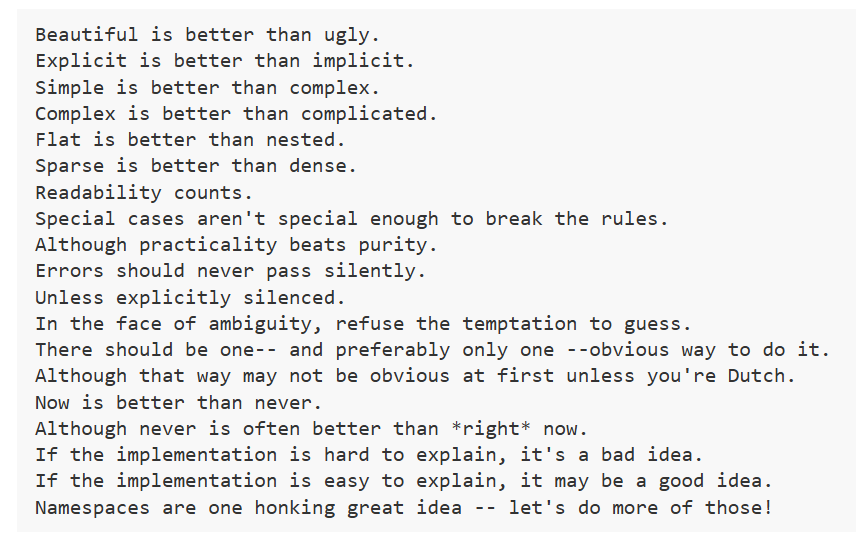 Beautiful is better than ugly.
Explicit is better than implicit.
Simple is better than complex.
Complex is better than complicated.
Flat is better than nested.
Sparse is better than dense.
Readability counts.
Special cases aren't special enough to break the rules.
Although practicality beats purity.
Errors should never pass silently.
Unless explicitly silenced.
In the face of ambiguity, refuse the temptation to guess.
There should be one-- and preferably only one --obvious way to do it.
Although that way may not be obvious at first unless you're Dutch.
Now is better than never.
Although never is often better than *right* now.
If the implementation is hard to explain, it's a bad idea.
If the implementation is easy to explain, it may be a good idea.
Namespaces are one honking great idea -- let's do more of those!